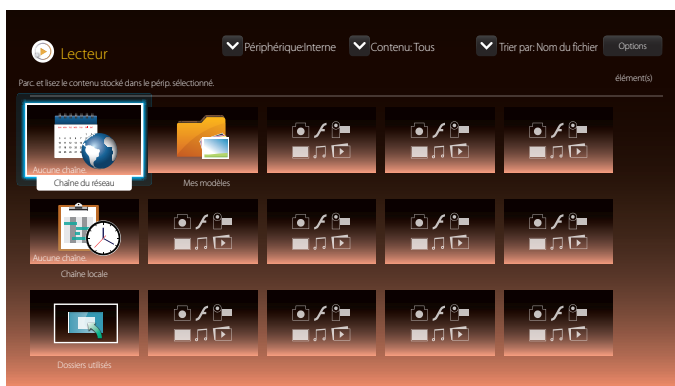 Lecteur
Périphérique:Interne
Contenu: Tous
Trier par: Nom du fichier
Options
Parc. et lisez le contenu stocké dans le périp. sélectionné.
élément(s)
Aucune chaîne.
Chaîne du réseau
Mes modèles
Aucune chaîne.
Chaîne locale
Dossiers utilisés